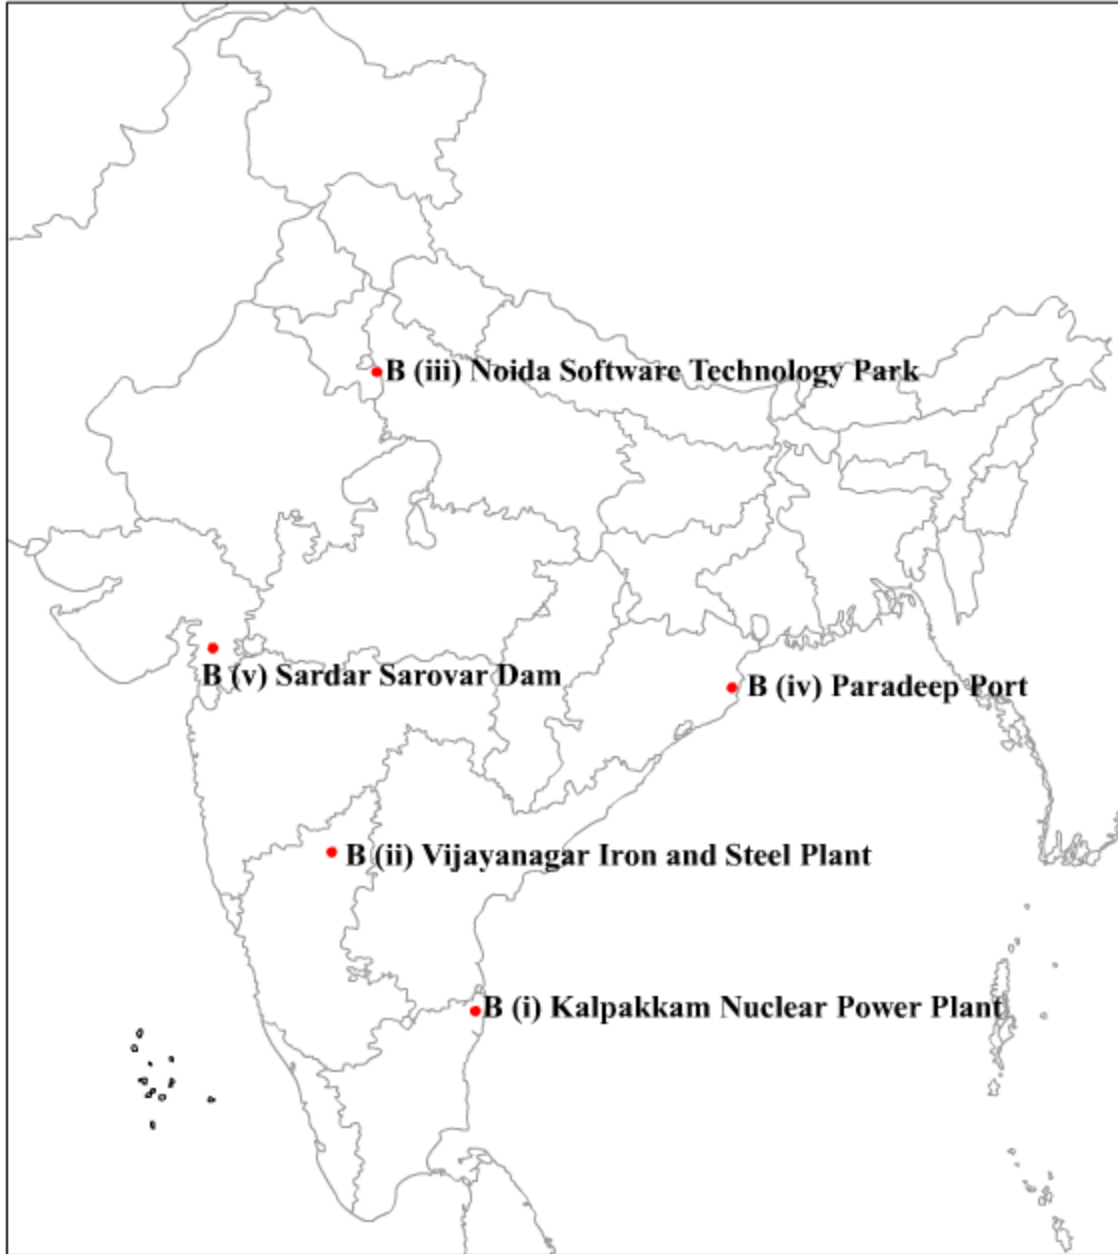 B (iii) Noida Software Technology Park
B (v) Sardar Sarovar Dam
B (iv) Paradeep Port
B (ii) Vijayanagar Iron and Steel Plant
B (i) Kalpakkam Nuclear Power Plant